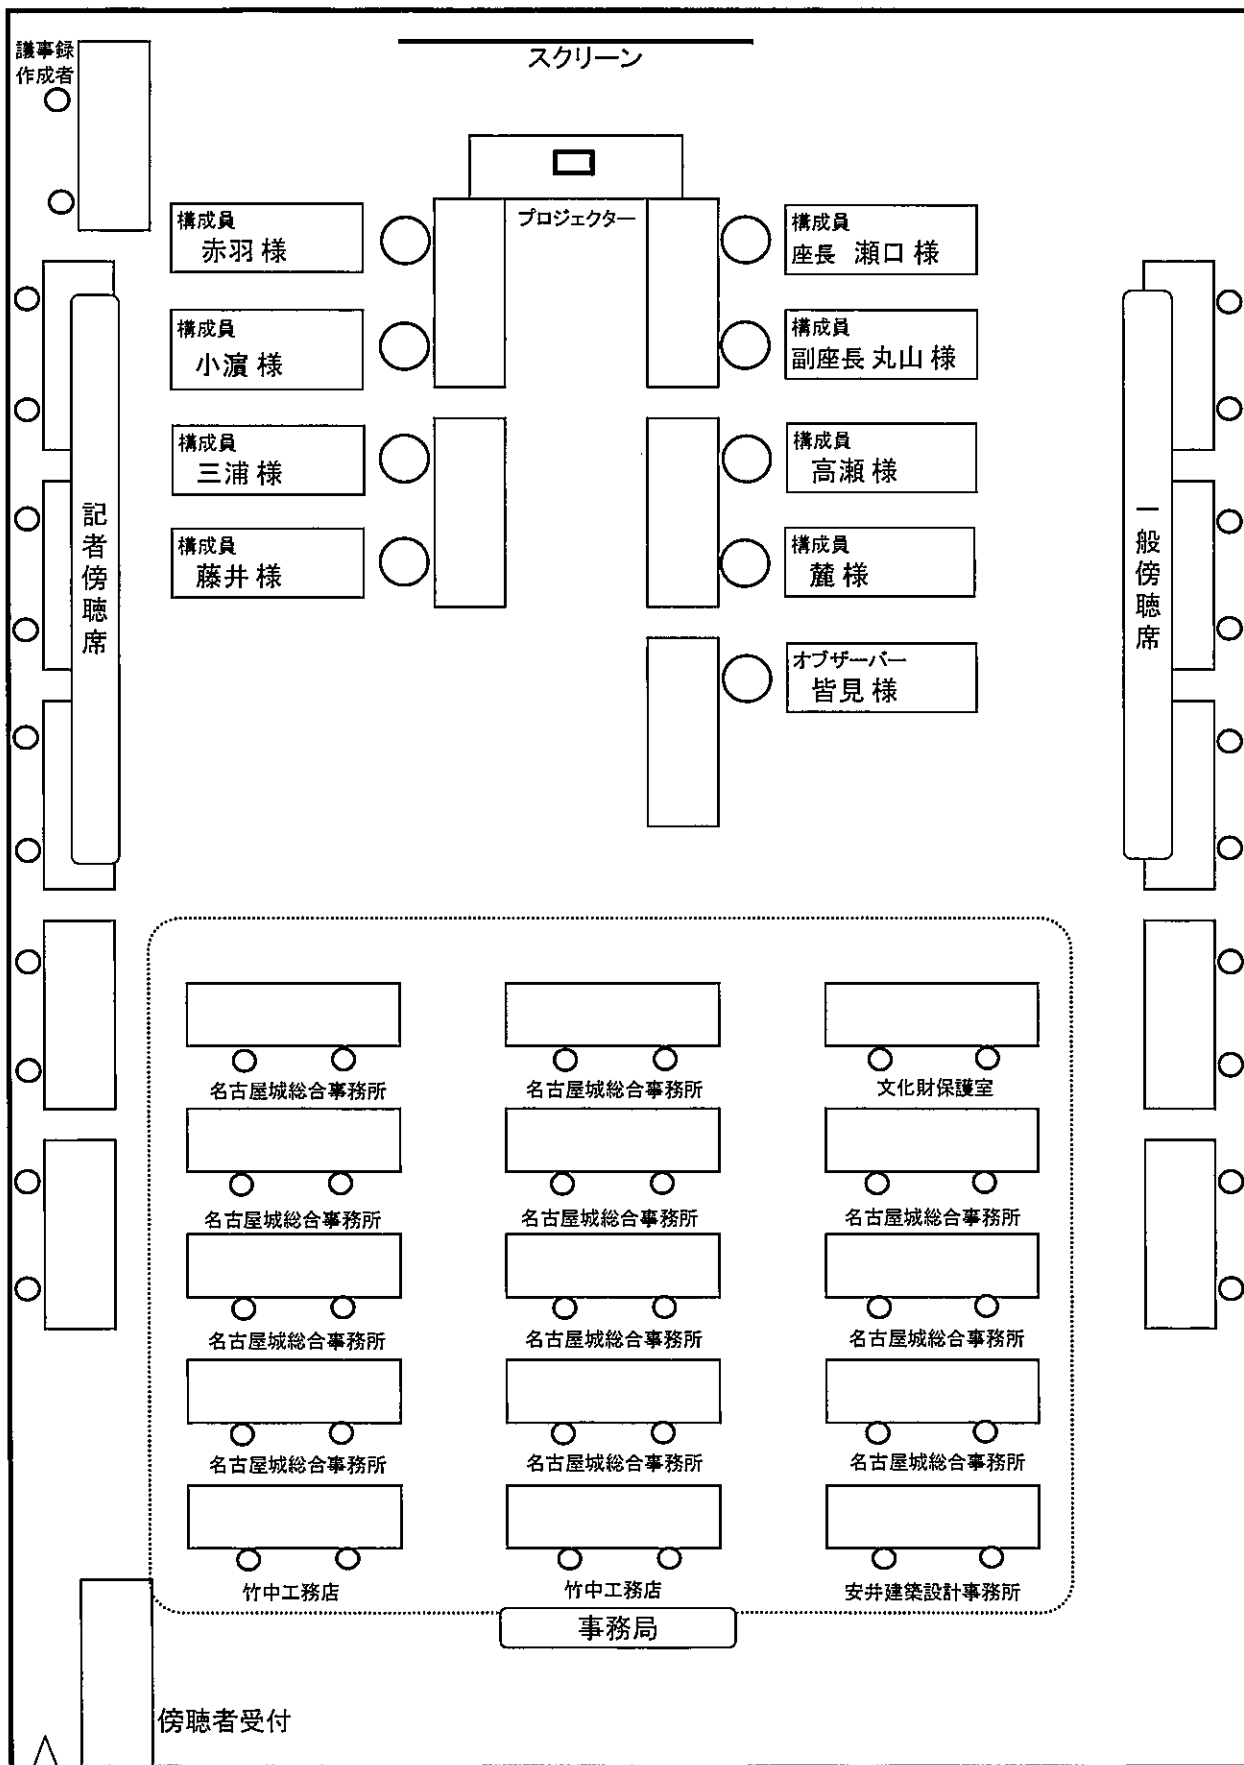 スクリーン
議事録
作成者
プロジェクター
構成員
赤羽 様
構成員
座長 瀬口 様
構成員
小濵 様
構成員
副座長 丸山 様
構成員
三浦 様
構成員
高瀬 様
構成員
藤井 様
構成員
麓 様
オブザーバー
皆見 様
記者傍聴席
一般傍聴席
名古屋城総合事務所
名古屋城総合事務所
文化財保護室
名古屋城総合事務所
名古屋城総合事務所
名古屋城総合事務所
名古屋城総合事務所
名古屋城総合事務所
名古屋城総合事務所
名古屋城総合事務所
名古屋城総合事務所
名古屋城総合事務所
竹中工務店
竹中工務店
安井建築設計事務所
事務局
傍聴者受付